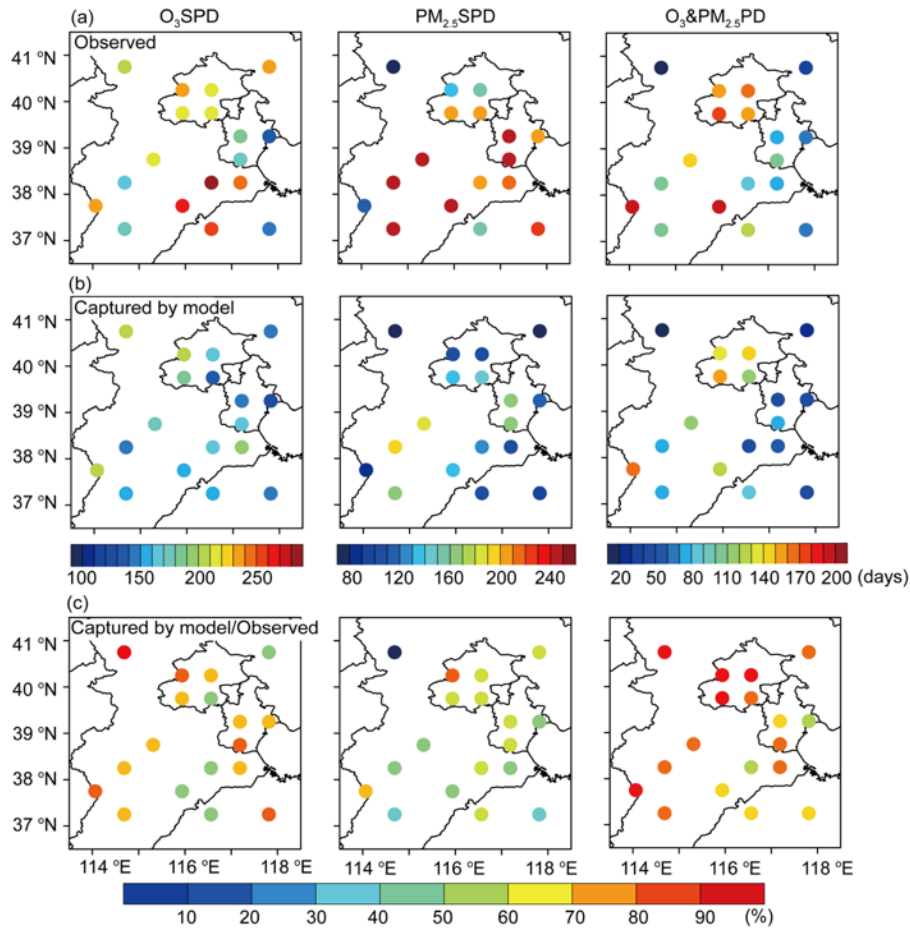 O₃SPD PM₂.₅SPD O₃&PM₂.₅PD
(a)
Observed
41 °N
40 °N
39 °N
38 °N
37 °N
(b)
Captured by model
41 °N
40 °N
39 °N
38 °N
37 °N
100 150 200 250 80 120 160 200 240 20 50 80 110 140 170 200 (days)
(c)
Captured by model/Observed
41 °N
40 °N
39 °N
38 °N
37 °N
114 °E 116 °E 118 °E 114 °E 116 °E 118 °E 114 °E 116 °E 118 °E
10 20 30 40 50 60 70 80 90 (%)